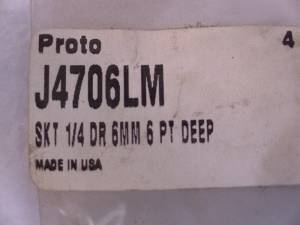 Proto 4
J4706LM
SKT 1/4 DR 6MM 6 PT DEEP
MADE IN USA